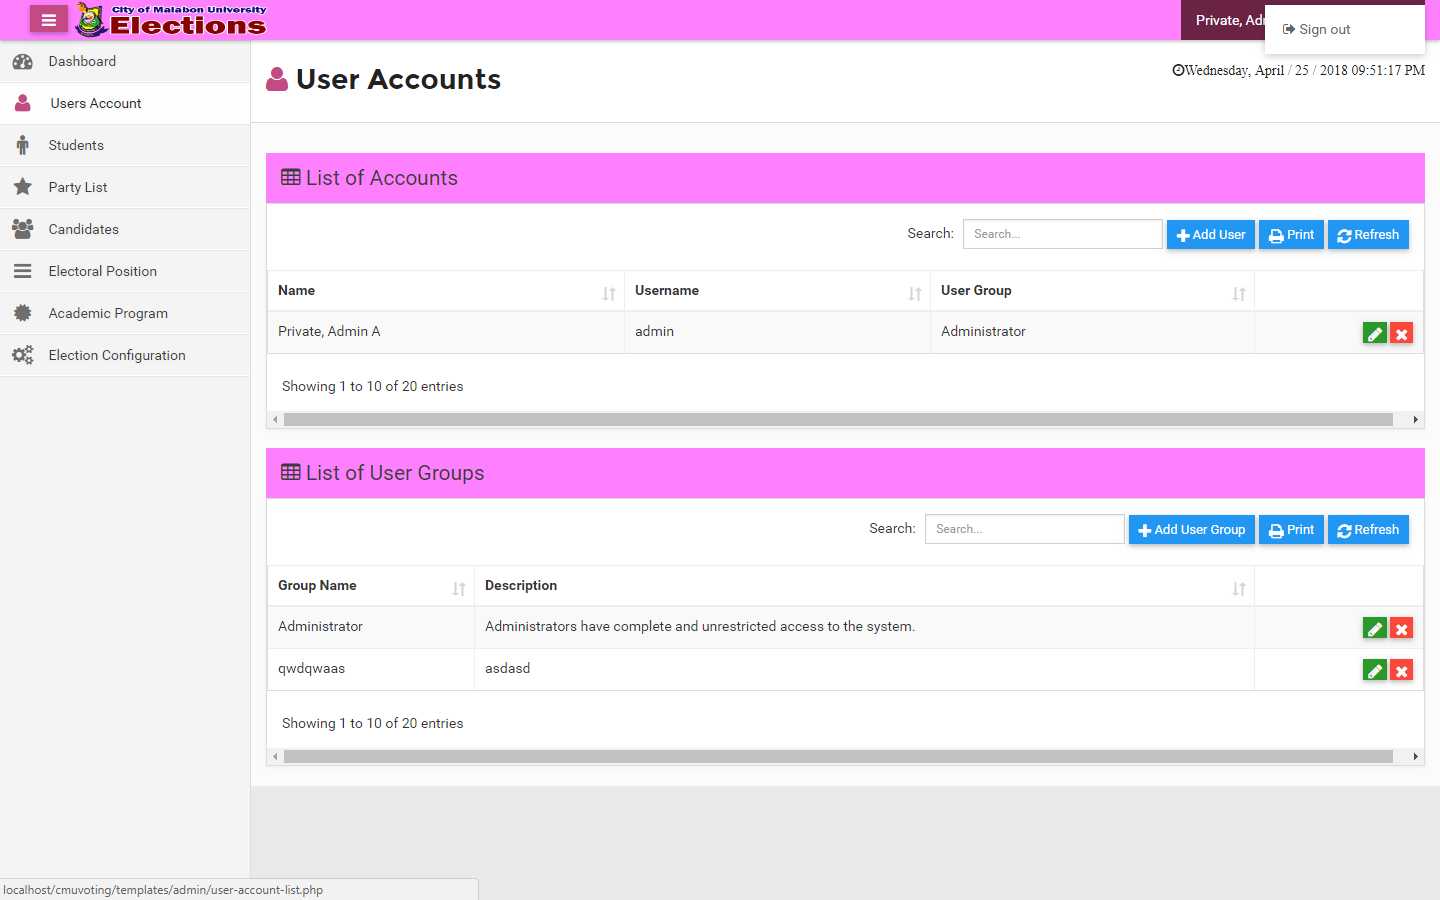 City of Malabon University
Elections
Private, Adm
Sign out
Dashboard
Users Account
Students
Party List
Candidates
Electoral Position
Academic Program
Election Configuration
User Accounts
Wednesday, April / 25 / 2018 09:51:17 PM
List of Accounts
Search: Search... Add User Print Refresh
Name Username User Group
Private, Admin A admin Administrator
Showing 1 to 10 of 20 entries
List of User Groups
Search: Search... Add User Group Print Refresh
Group Name Description
Administrator Administrators have complete and unrestricted access to the system.
qwdqwaas asdasd
Showing 1 to 10 of 20 entries
localhost/cmuvoting/templates/admin/user-account-list.php